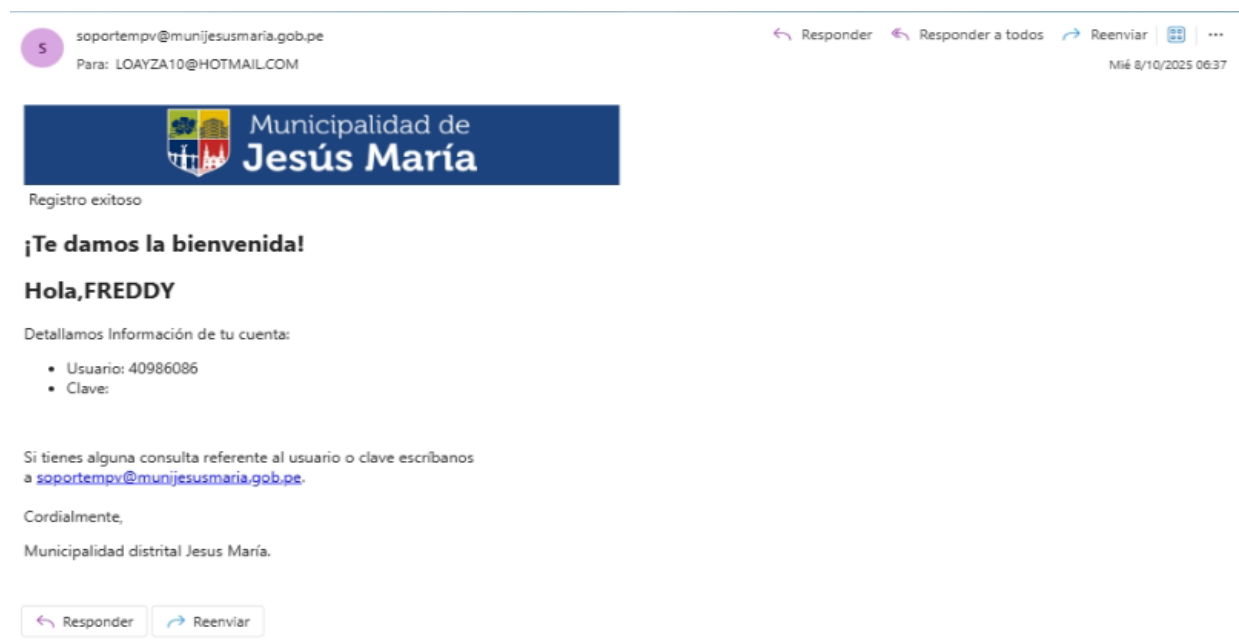 S
soportempv@munijesusmaria.gob.pe
Responder
Responder a todos
Reenviar
Para: LOAYZA10@HOTMAIL.COM
Mié 8/10/2025 06:37
Municipalidad de
Jesús María
Registro exitoso
¡Te damos la bienvenida!
Hola,FREDDY
Detallamos Información de tu cuenta:
• Usuario: 40986086
• Clave:
Si tienes alguna consulta referente al usuario o clave escríbanos
a soportempv@munijesusmaria.gob.pe.
Cordialmente,
Municipalidad distrital Jesus María.
Responder
Reenviar